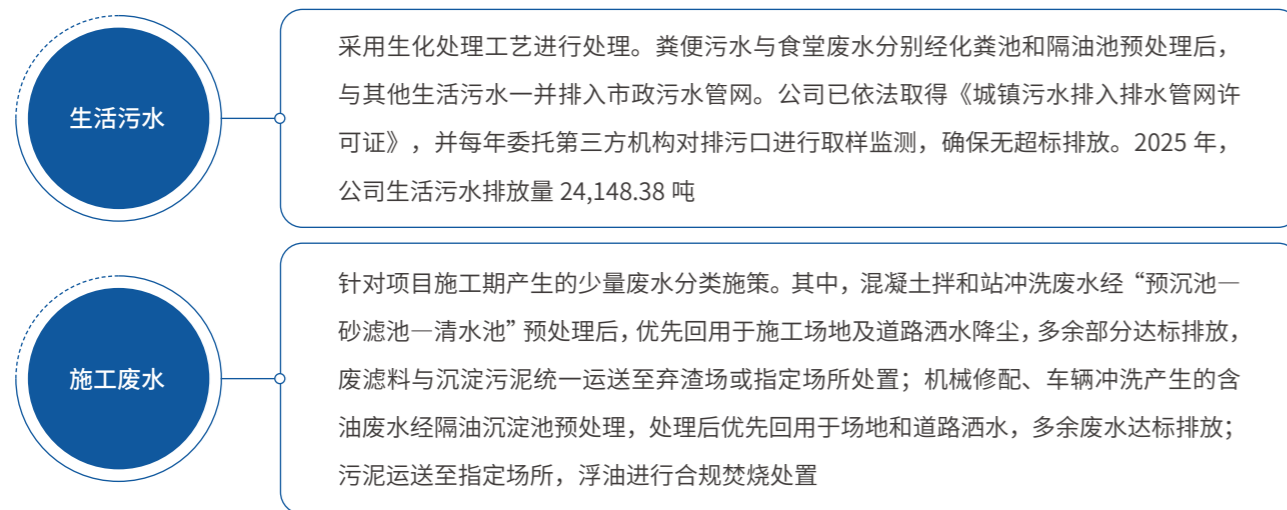 生活污水
采用生化处理工艺进行处理。粪便污水与食堂废水分别经化粪池和隔油池预处理后，
与其他生活污水一并排入市政污水管网。公司已依法取得《城镇污水排入排水管网许
可证》，并每年委托第三方机构对排污口进行取样监测，确保无超标排放。2025 年，
公司生活污水排放量 24,148.38 吨
施工废水
针对项目施工期产生的少量废水分类施策。其中，混凝土拌和站冲洗废水经“预沉池—
砂滤池—清水池”预处理后，优先回用于施工场地及道路洒水降尘，多余部分达标排放，
废滤料与沉淀污泥统一运送至弃渣场或指定场所处置；机械修配、车辆冲洗产生的含
油废水经隔油沉淀池预处理，处理后优先回用于场地和道路洒水，多余废水达标排放；
污泥运送至指定场所，浮油进行合规焚烧处置